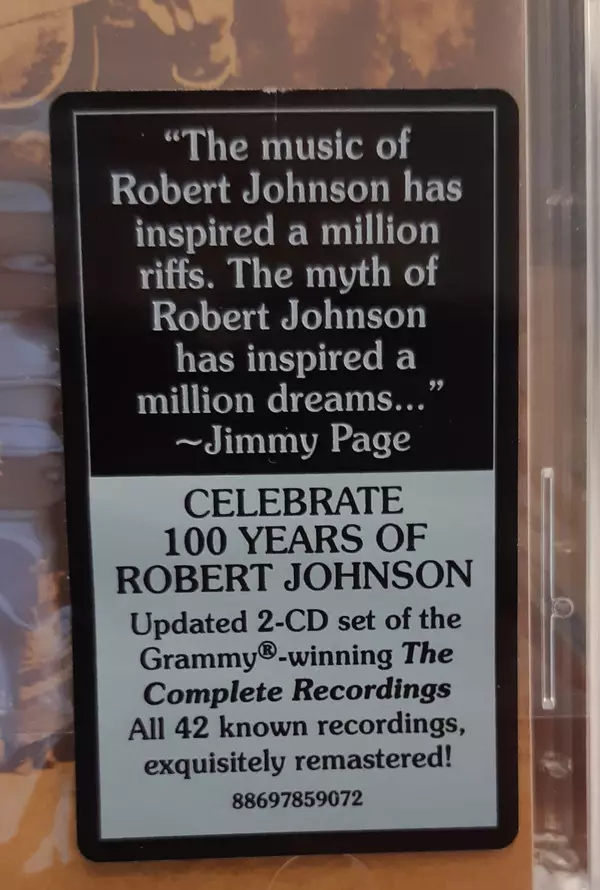 “The music of
Robert Johnson has
inspired a million
riffs. The myth of
Robert Johnson
has inspired a
million dreams...”
~Jimmy Page
CELEBRATE
100 YEARS OF
ROBERT JOHNSON
Updated 2-CD set of the
Grammy®-winning The
Complete Recordings
All 42 known recordings,
exquisitely remastered!
88697859072